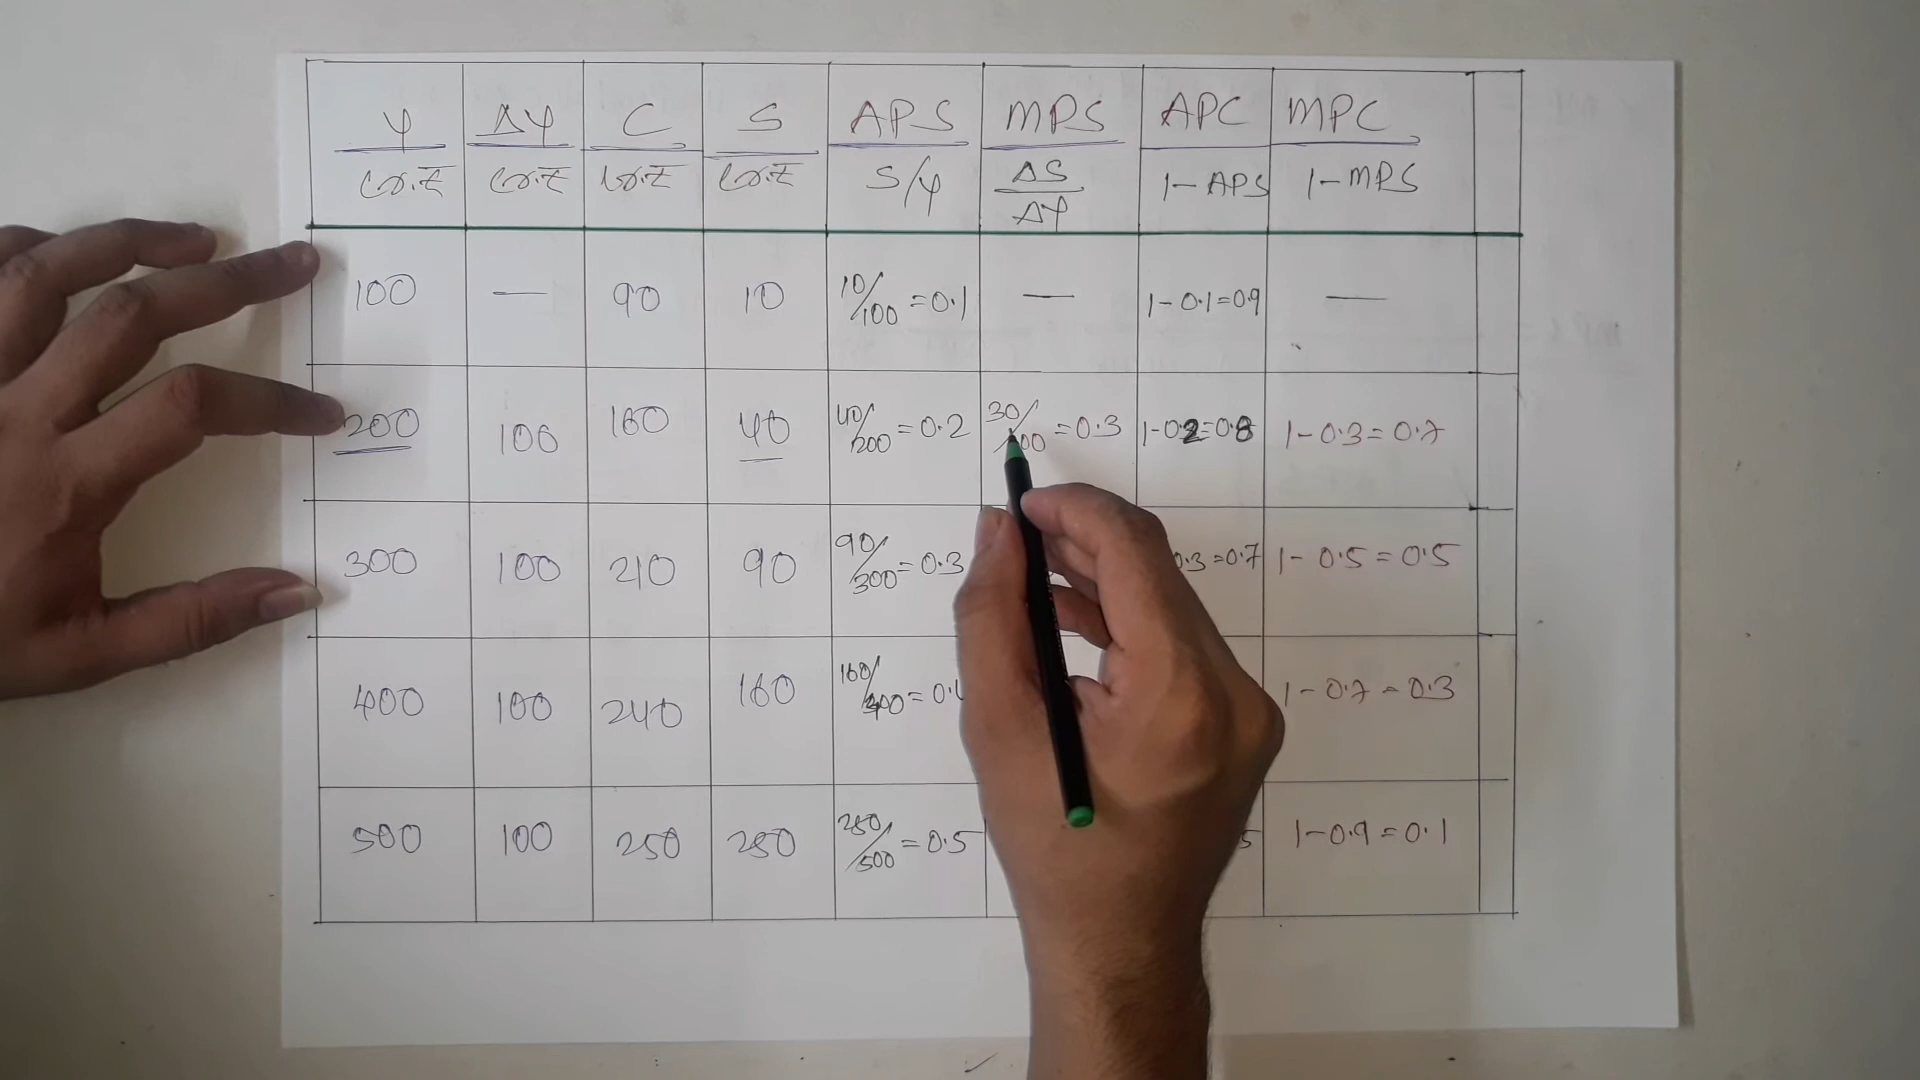 Y ΔY C S APS MPS APC MPC
Cr.₹ Cr.₹ Cr.₹ Cr.₹ S/Y ΔS/ΔY 1-APS 1-MPS
100 — 90 10 10/100 = 0.1 — 1-0.1=0.9 —
200 100 160 40 40/200 = 0.2 30/100 = 0.3 1-0.2=0.8 1-0.3=0.7
300 100 210 90 90/300 = 0.3 0.3=0.7 1-0.5=0.5
400 100 240 160 160/400 = 1-0.7=0.3
500 100 250 250 250/500 = 0.5 5 1-0.9=0.1